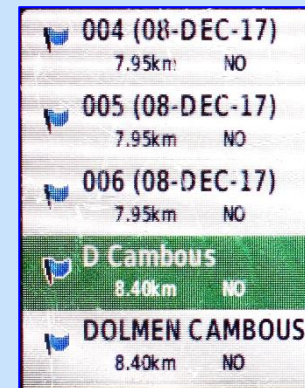 004 (08-DEC-17)
7.95km NO
005 (08-DEC-17)
7.95km NO
006 (08-DEC-17)
7.95km NO
D Cambous
8.40km NO
DOLMEN CAMBOUS
8.40km NO